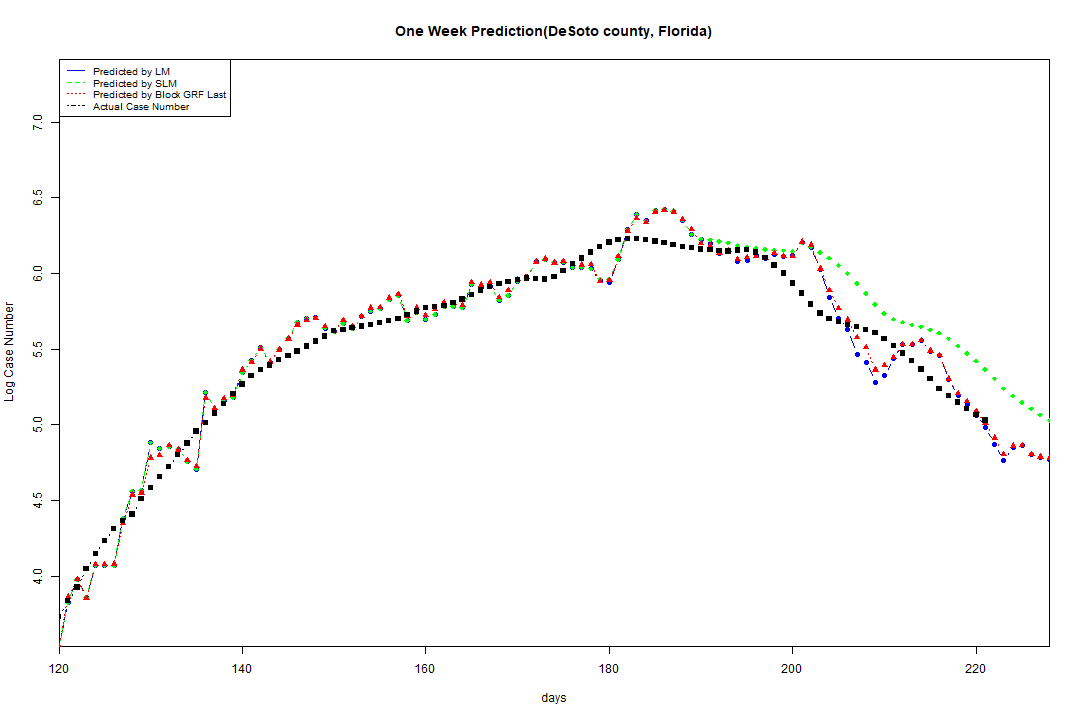 One Week Prediction(DeSoto county, Florida)
Predicted by LM
Predicted by SLM
Predicted by Block GRF Last
Actual Case Number
7.0
6.5
6.0
5.5
5.0
4.5
4.0
Log Case Number
120 140 160 180 200 220
days